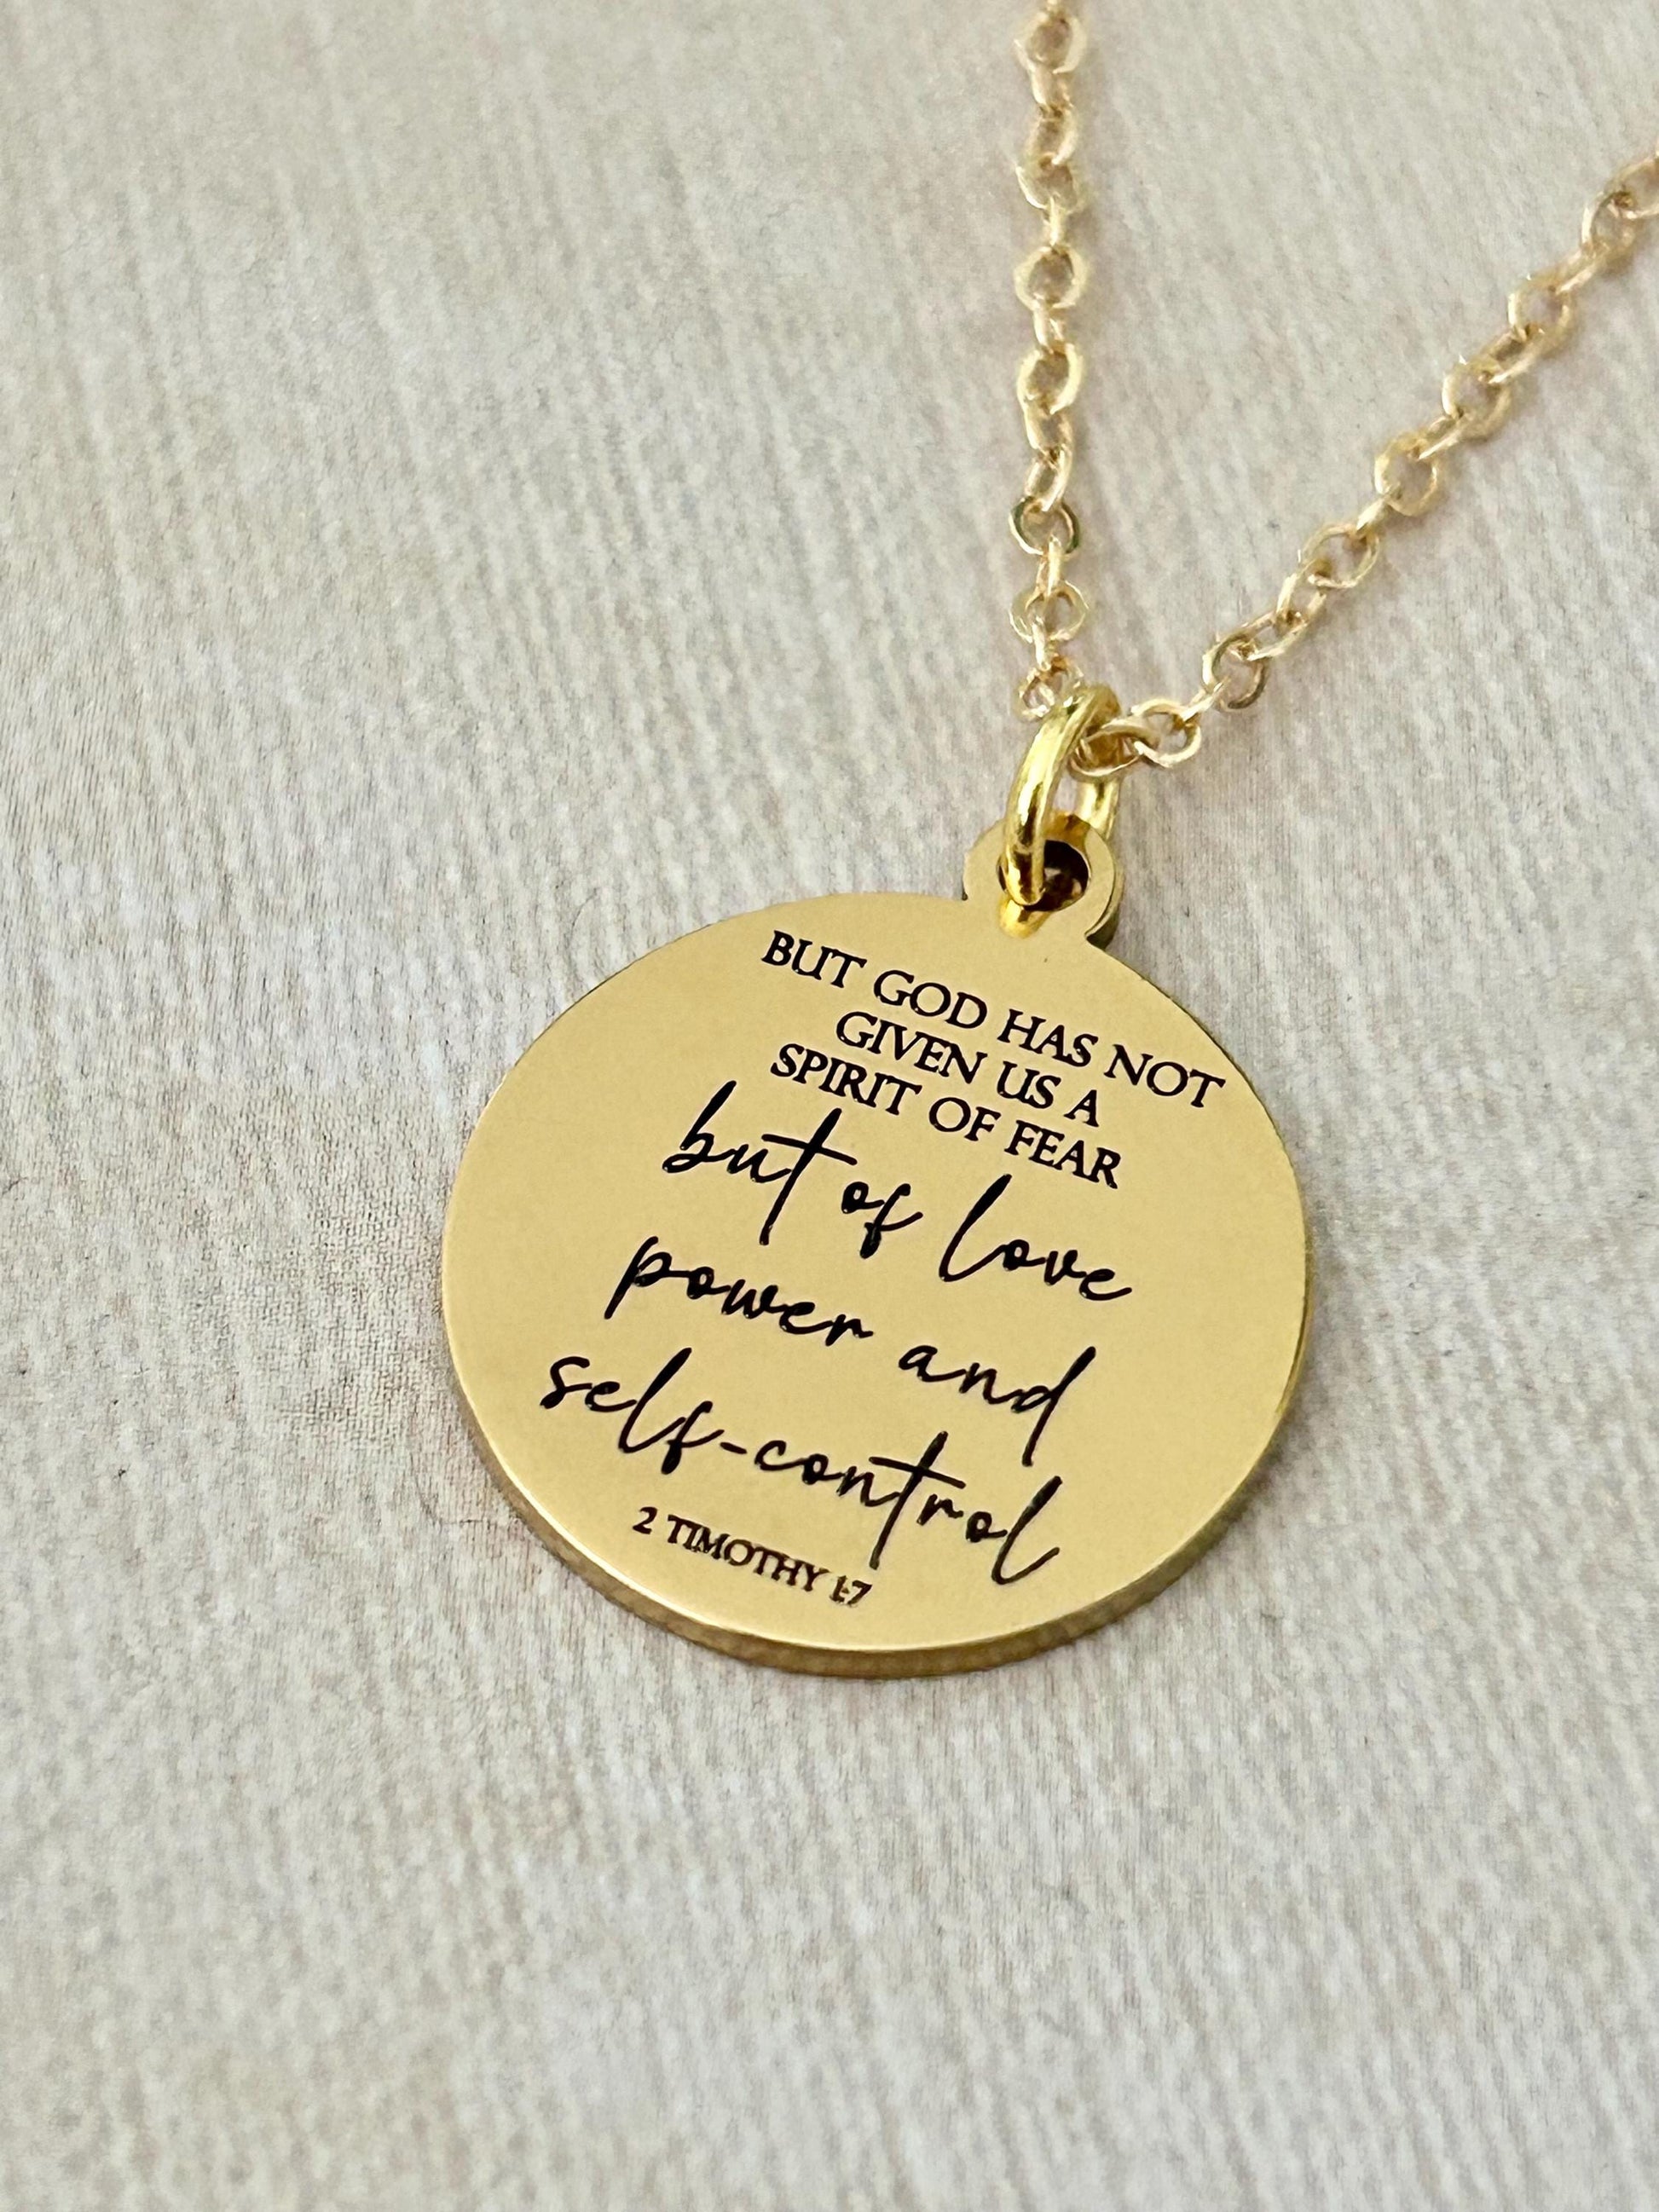 BUT GOD HAS NOT
GIVEN US A
SPIRIT OF FEAR
but of love
power and
self-control
2 TIMOTHY 1:7